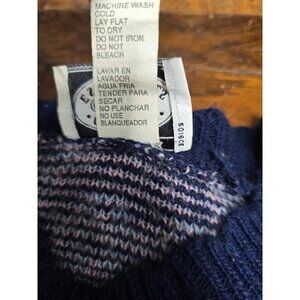 MACHINE WASH
COLD
LAY FLAT
TO DRY
DO NOT IRON
DO NOT
BLEACH
LAVAR EN
LAVADOR
AGUA FRIA
TENDER PARA
SECAR
NO PLANCHAR
NO USE
BLANQUEADOR